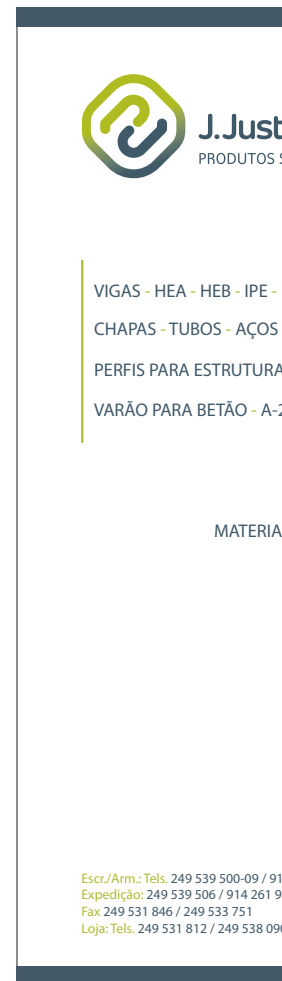 J.Just
PRODUTOS S
VIGAS - HEA - HEB - IPE -
CHAPAS - TUBOS - AÇOS
PERFIS PARA ESTRUTURA
VARÃO PARA BETÃO - A-2
MATERIA
Escr./Arm.: Tels. 249 539 500-09 / 91
Expedição: 249 539 506 / 914 261 9
Fax 249 531 846 / 249 533 751
Loja: Tels. 249 531 812 / 249 538 090